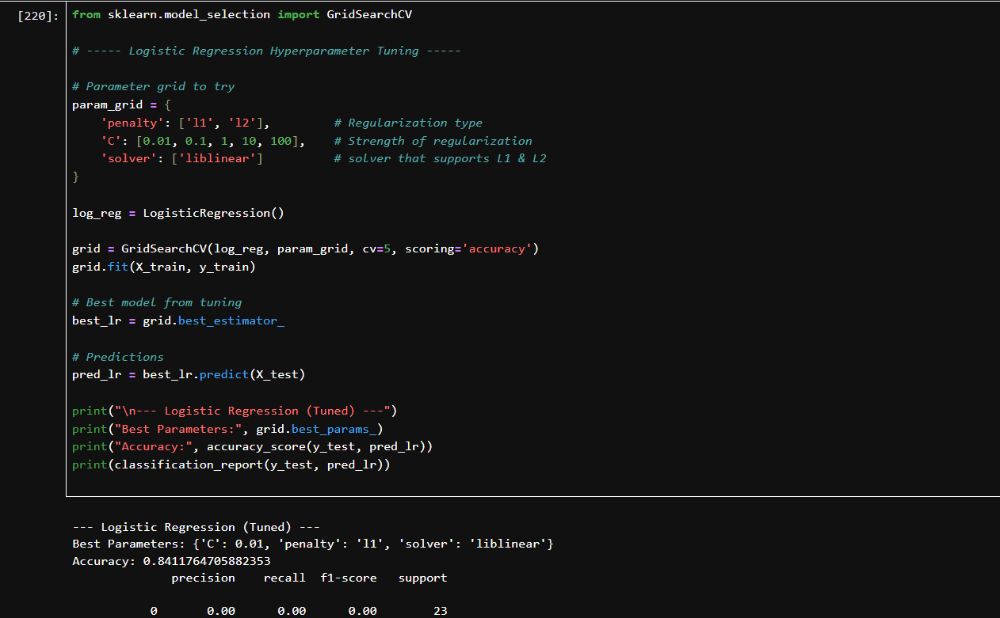 [220]: from sklearn.model_selection import GridSearchCV
# ----- Logistic Regression Hyperparameter Tuning -----
# Parameter grid to try
param_grid = {
    'penalty': ['l1', 'l2'],         # Regularization type
    'C': [0.01, 0.1, 1, 10, 100],    # Strength of regularization
    'solver': ['liblinear']          # solver that supports L1 & L2
}
log_reg = LogisticRegression()
grid = GridSearchCV(log_reg, param_grid, cv=5, scoring='accuracy')
grid.fit(X_train, y_train)
# Best model from tuning
best_lr = grid.best_estimator_
# Predictions
pred_lr = best_lr.predict(X_test)
print("\n--- Logistic Regression (Tuned) ---")
print("Best Parameters:", grid.best_params_)
print("Accuracy:", accuracy_score(y_test, pred_lr))
print(classification_report(y_test, pred_lr))
--- Logistic Regression (Tuned) ---
Best Parameters: {'C': 0.01, 'penalty': 'l1', 'solver': 'liblinear'}
Accuracy: 0.8411764705882353
              precision    recall  f1-score   support
           0       0.00      0.00      0.00        23